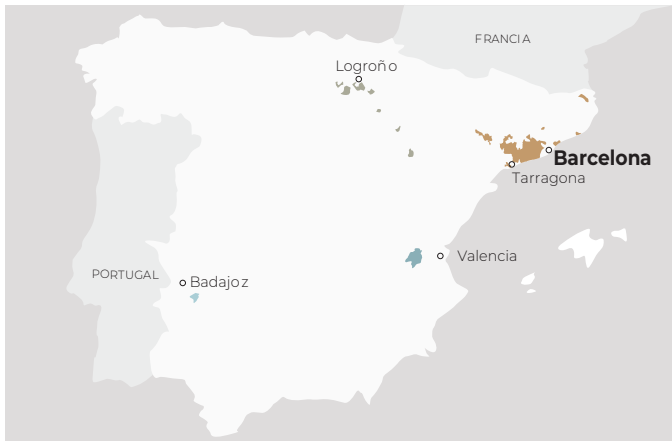 FRANCIA
Logroño
Barcelona
Tarragona
Valencia
PORTUGAL
Badajoz